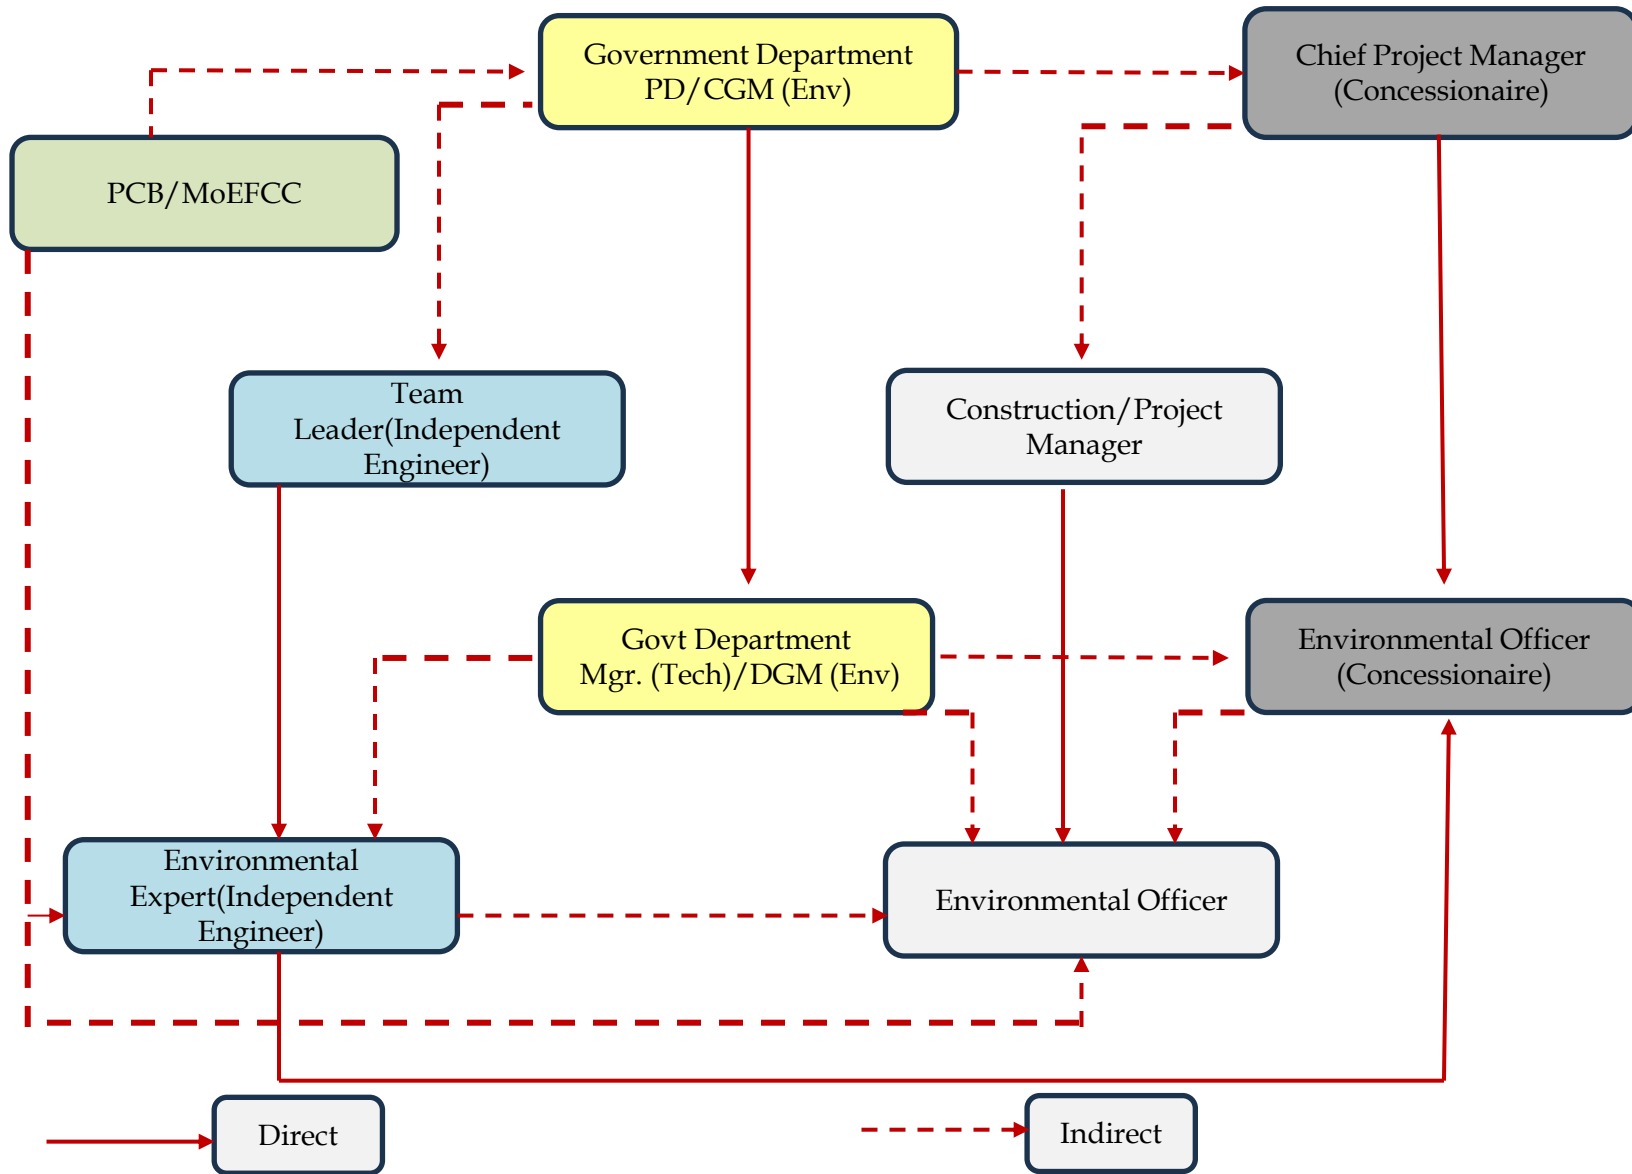 Government Department
PD/CGM (Env)
Chief Project Manager
(Concessionaire)
PCB/MoEFCC
Team
Leader(Independent
Engineer)
Construction/Project
Manager
Govt Department
Mgr. (Tech)/DGM (Env)
Environmental Officer
(Concessionaire)
Environmental
Expert(Independent
Engineer)
Environmental Officer
Direct
Indirect